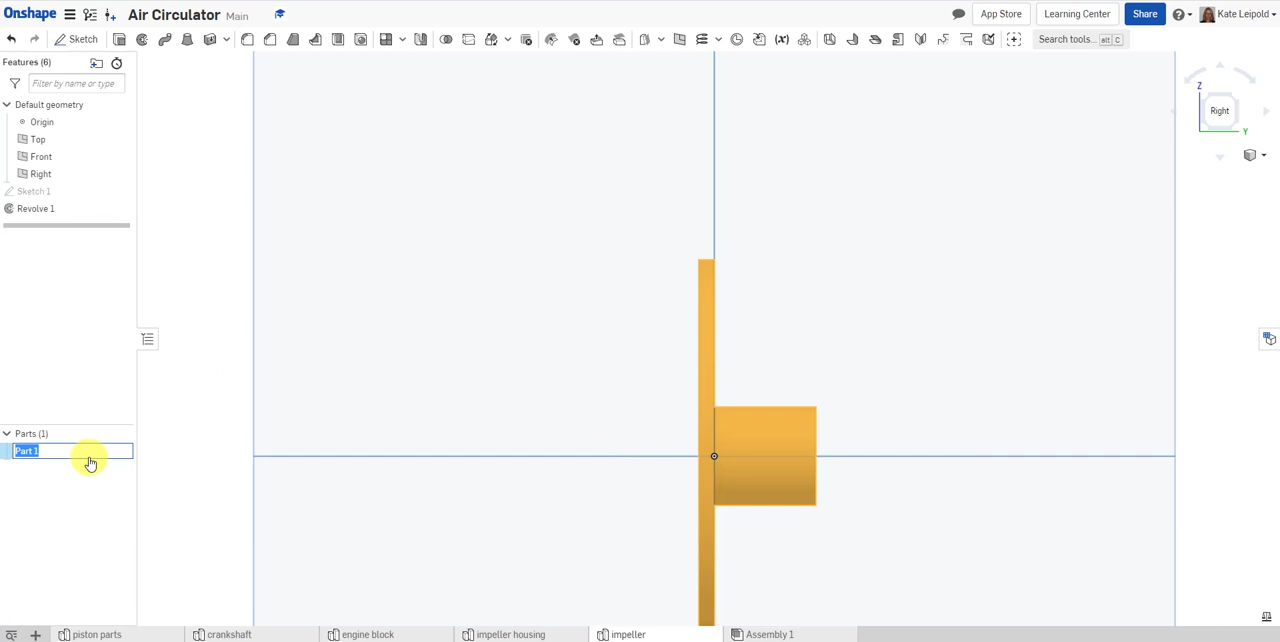 Onshape Air Circulator Main App Store Learning Center Share Kate Leipold
Sketch Search tools... alt C
Features (6)
Filter by name or type
Default geometry
Origin
Top
Front
Right
Sketch 1
Revolve 1
Z
Right
Y
Parts (1)
Part 1
piston parts crankshaft engine block impeller housing impeller Assembly 1